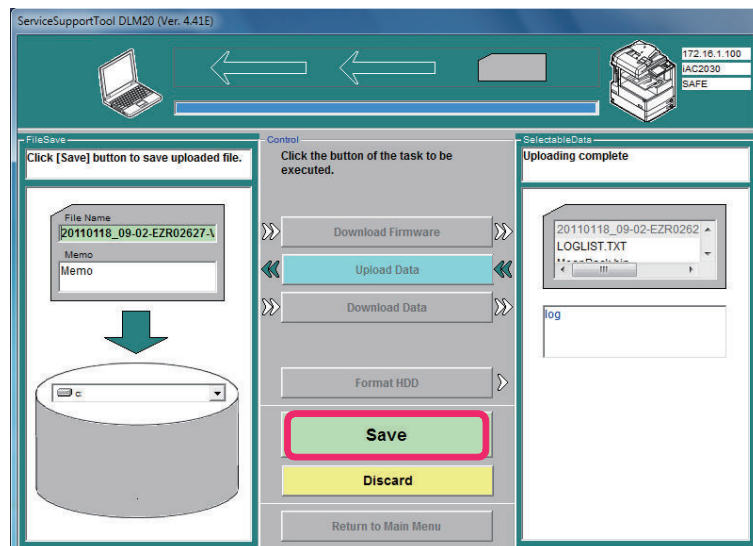 ServiceSupportTool DLM20 (Ver. 4.41E)
172.16.1.100
iAC2030
SAFE
FileSave
Click [Save] button to save uploaded file.
File Name
20110118_09-02-EZR02627-\
Memo
Memo
c:
Control
Click the button of the task to be
executed.
Download Firmware
Upload Data
Download Data
Format HDD
Save
Discard
Return to Main Menu
SelectableData
Uploading complete
20110118_09-02-EZR0262
LOGLIST.TXT
log